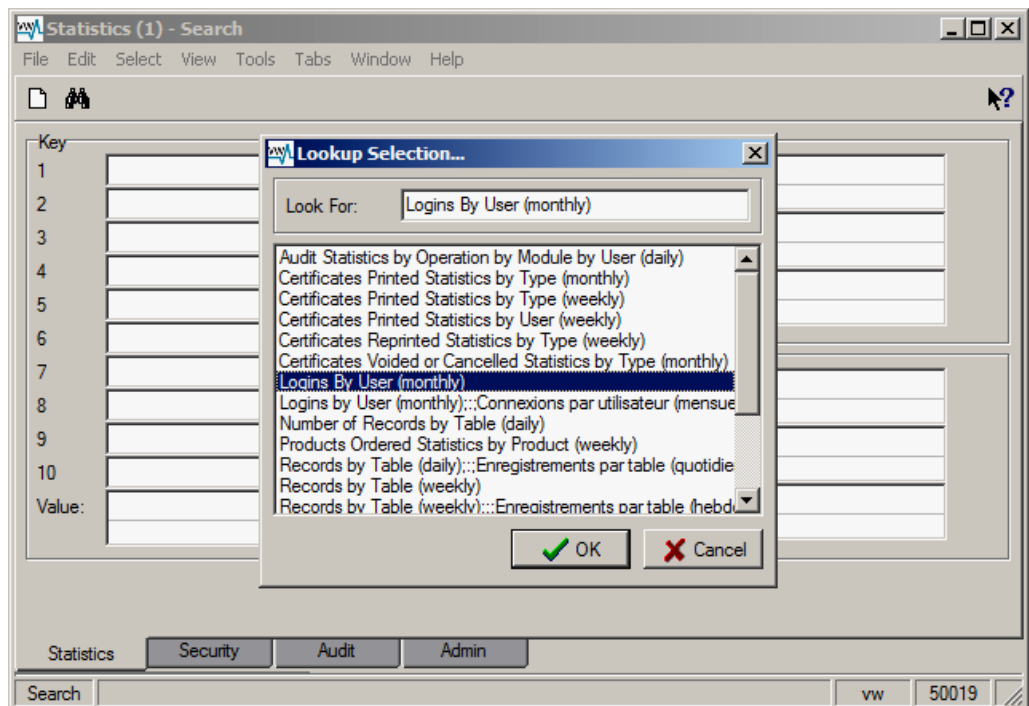 Statistics (1) - Search
File Edit Select View Tools Tabs Window Help
Key
1
2
3
4
5
6
7
8
9
10
Value:
Lookup Selection...
Look For: Logins By User (monthly)
Audit Statistics by Operation by Module by User (daily)
Certificates Printed Statistics by Type (monthly)
Certificates Printed Statistics by Type (weekly)
Certificates Printed Statistics by User (weekly)
Certificates Reprinted Statistics by Type (weekly)
Certificates Voided or Cancelled Statistics by Type (monthly)
Logins By User (monthly)
Logins by User (monthly);:;Connexions par utilisateur (mensue
Number of Records by Table (daily)
Products Ordered Statistics by Product (weekly)
Records by Table (daily);:;Enregistrements par table (quotidie
Records by Table (weekly)
Records by Table (weekly);:;Enregistrements par table (hebd
OK Cancel
Statistics Security Audit Admin
Search vw 50019